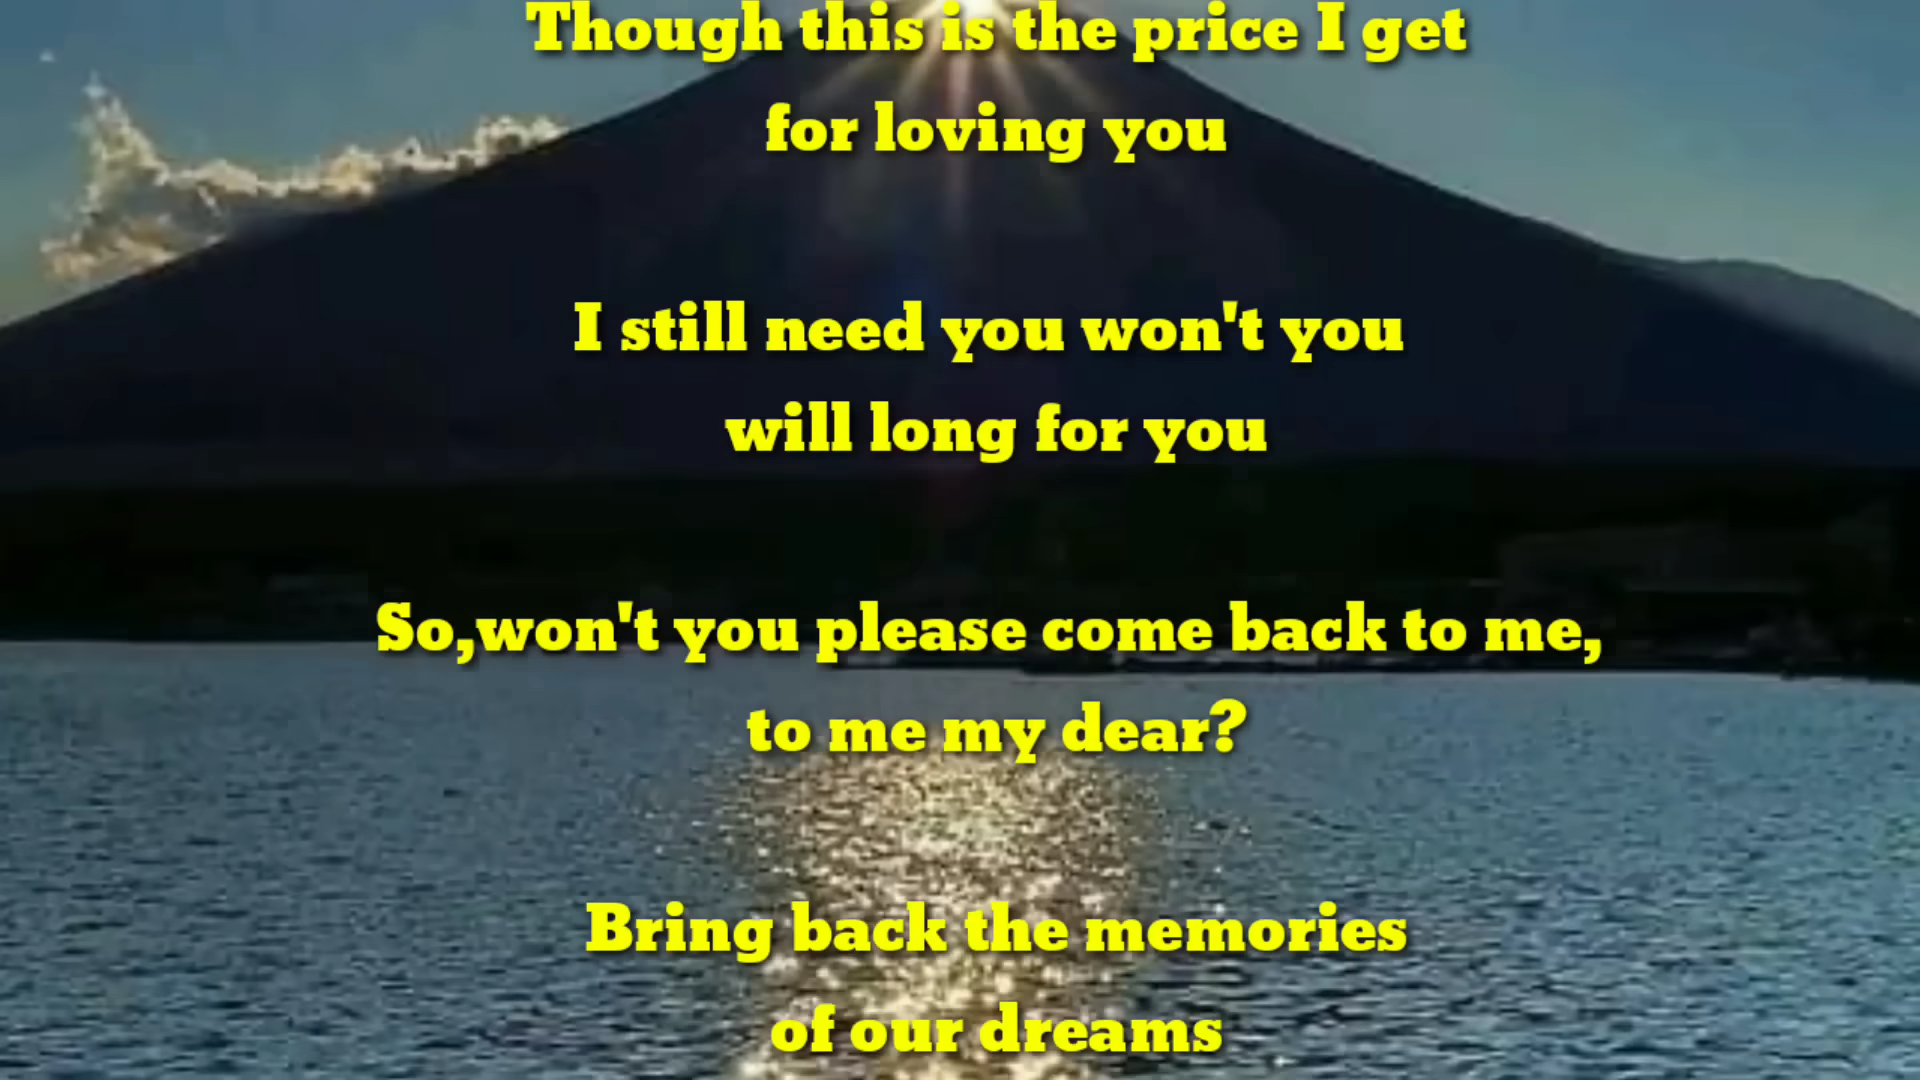 Though this is the price I get
for loving you
I still need you won't you
will long for you
So,won't you please come back to me,
to me my dear?
Bring back the memories
of our dreams